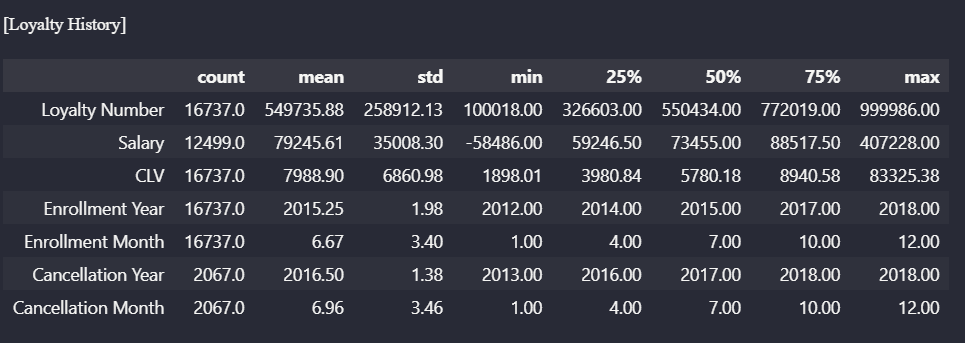 [Loyalty History]
count mean std min 25% 50% 75% max
Loyalty Number 16737.0 549735.88 258912.13 100018.00 326603.00 550434.00 772019.00 999986.00
Salary 12499.0 79245.61 35008.30 -58486.00 59246.50 73455.00 88517.50 407228.00
CLV 16737.0 7988.90 6860.98 1898.01 3980.84 5780.18 8940.58 83325.38
Enrollment Year 16737.0 2015.25 1.98 2012.00 2014.00 2015.00 2017.00 2018.00
Enrollment Month 16737.0 6.67 3.40 1.00 4.00 7.00 10.00 12.00
Cancellation Year 2067.0 2016.50 1.38 2013.00 2016.00 2017.00 2018.00 2018.00
Cancellation Month 2067.0 6.96 3.46 1.00 4.00 7.00 10.00 12.00